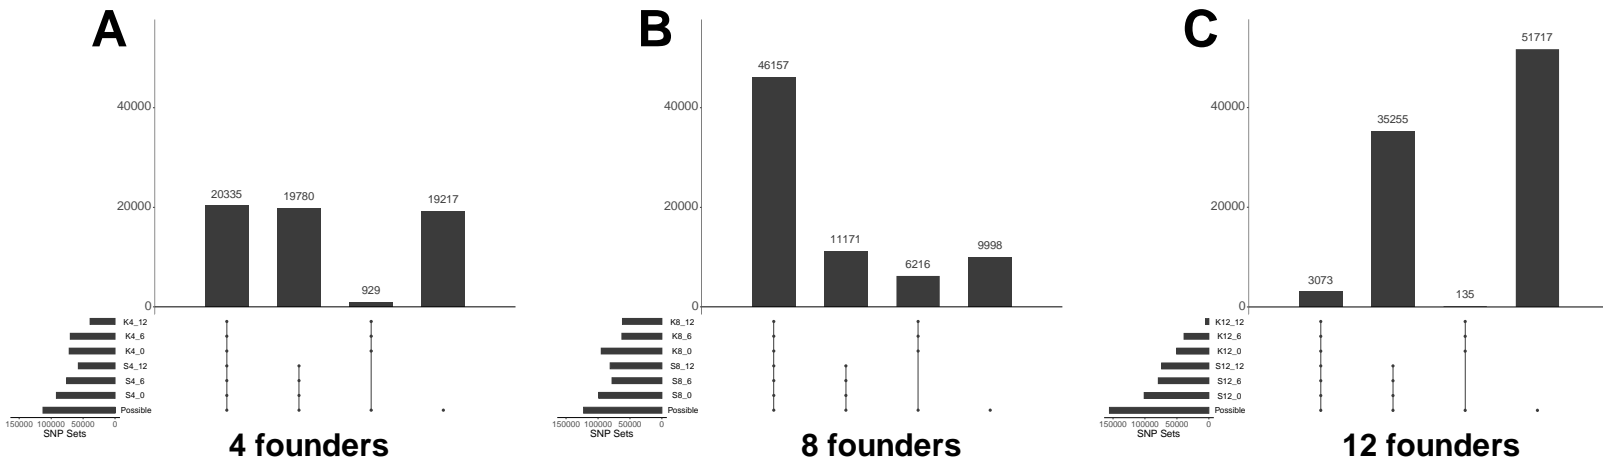 A
40000
20000
0
20335
19780
929
19217
K4_12
K4_6
K4_0
S4_12
S4_6
S4_0
Possible
150000 100000 50000 0
SNP Sets
4 founders
B
40000
20000
0
46157
11171
6216
9998
K8_12
K8_6
K8_0
S8_12
S8_6
S8_0
Possible
150000 100000 50000 0
SNP Sets
8 founders
C
40000
20000
0
3073
35255
135
51717
K12_12
K12_6
K12_0
S12_12
S12_6
S12_0
Possible
150000 100000 50000 0
SNP Sets
12 founders